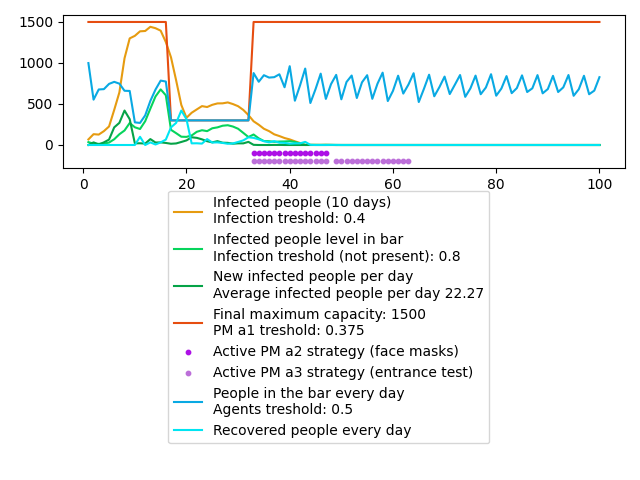 1500
1000
500
0
0 20 40 60 80 100
Infected people (10 days)
Infection treshold: 0.4
Infected people level in bar
Infection treshold (not present): 0.8
New infected people per day
Average infected people per day 22.27
Final maximum capacity: 1500
PM a1 treshold: 0.375
Active PM a2 strategy (face masks)
Active PM a3 strategy (entrance test)
People in the bar every day
Agents treshold: 0.5
Recovered people every day